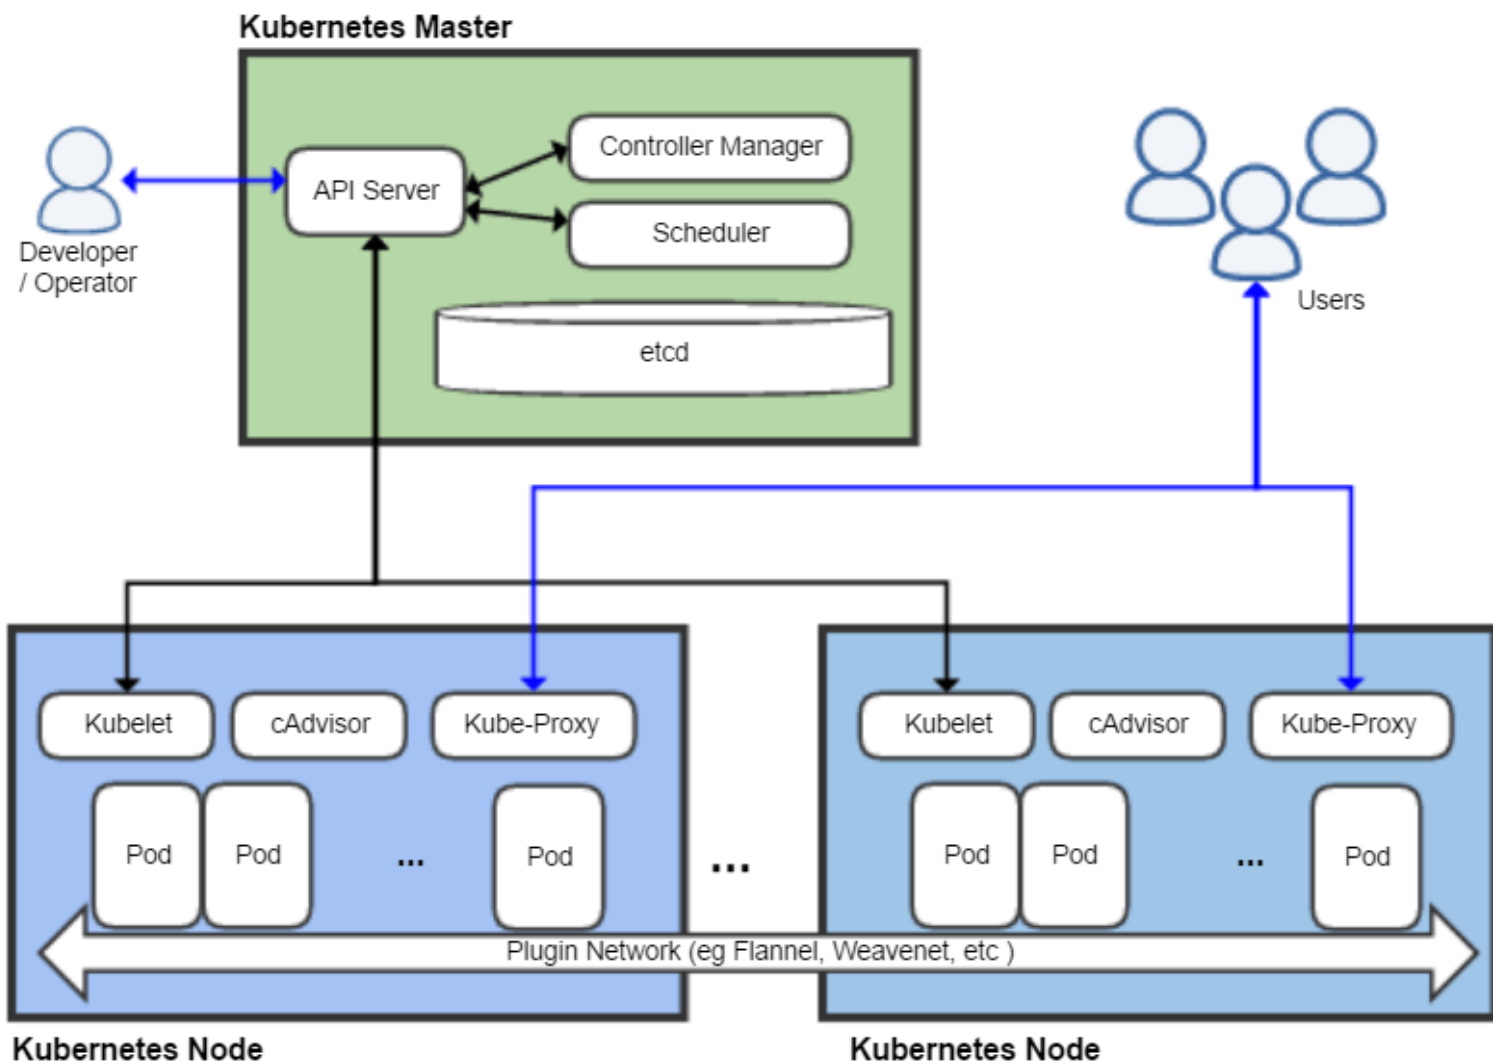 Kubernetes Master
Controller Manager
API Server
Scheduler
Developer
/ Operator
Users
etcd
Kubelet
cAdvisor
Kube-Proxy
Kubelet
cAdvisor
Kube-Proxy
Pod
Pod
...
Pod
...
Pod
Pod
...
Pod
Plugin Network (eg Flannel, Weavenet, etc )
Kubernetes Node
Kubernetes Node